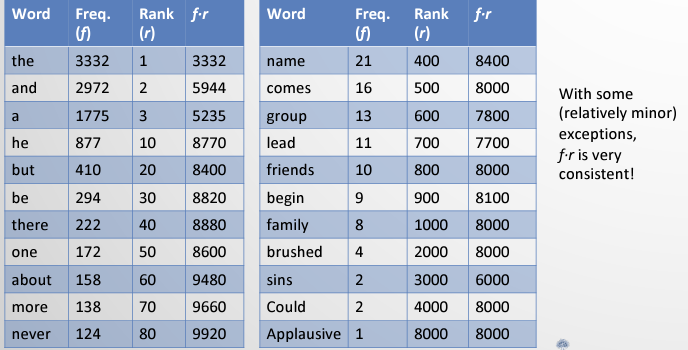 Word Freq. (f) Rank (r) f·r
the 3332 1 3332
and 2972 2 5944
a 1775 3 5235
he 877 10 8770
but 410 20 8400
be 294 30 8820
there 222 40 8880
one 172 50 8600
about 158 60 9480
more 138 70 9660
never 124 80 9920
Word Freq. (f) Rank (r) f·r
name 21 400 8400
comes 16 500 8000
group 13 600 7800
lead 11 700 7700
friends 10 800 8000
begin 9 900 8100
family 8 1000 8000
brushed 4 2000 8000
sins 2 3000 6000
Could 2 4000 8000
Applausive 1 8000 8000
With some
(relatively minor)
exceptions,
f·r is very
consistent!